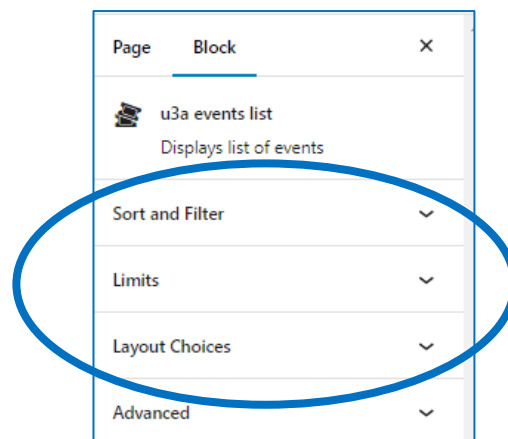 Page Block
u3a events list
Displays list of events
Sort and Filter
Limits
Layout Choices
Advanced